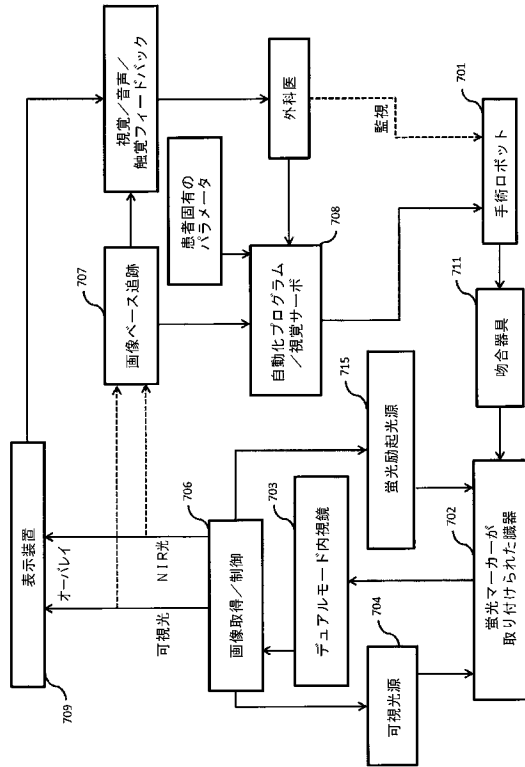 709
表示装置
オーバレイ
可視光
NIR光
707
画像ベース追跡
視覚/音声/
触覚フィードバック
706
画像取得/制御
患者固有の
パラメータ
外科医
703
デュアルモード内視鏡
715
蛍光励起光源
708
自動化プログラム
/視覚サーボ
監視
704
可視光源
702
蛍光マーカーが
取り付けられた臓器
711
吻合器具
701
手術ロボット